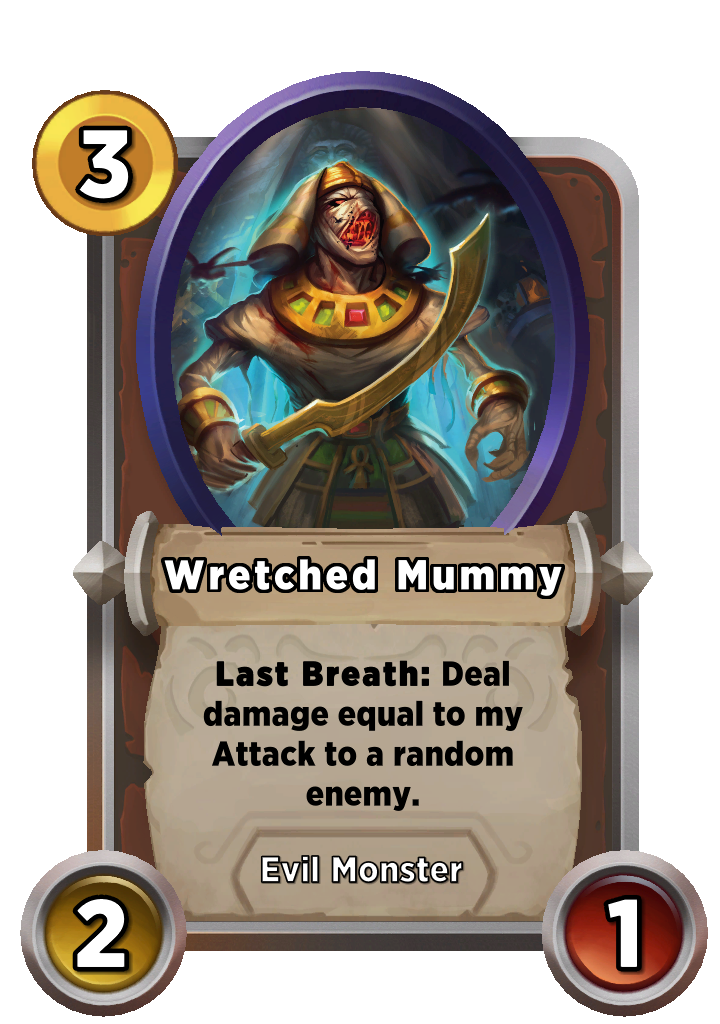 3
Wretched Mummy
Last Breath: Deal
damage equal to my
Attack to a random
enemy.
Evil Monster
2
1